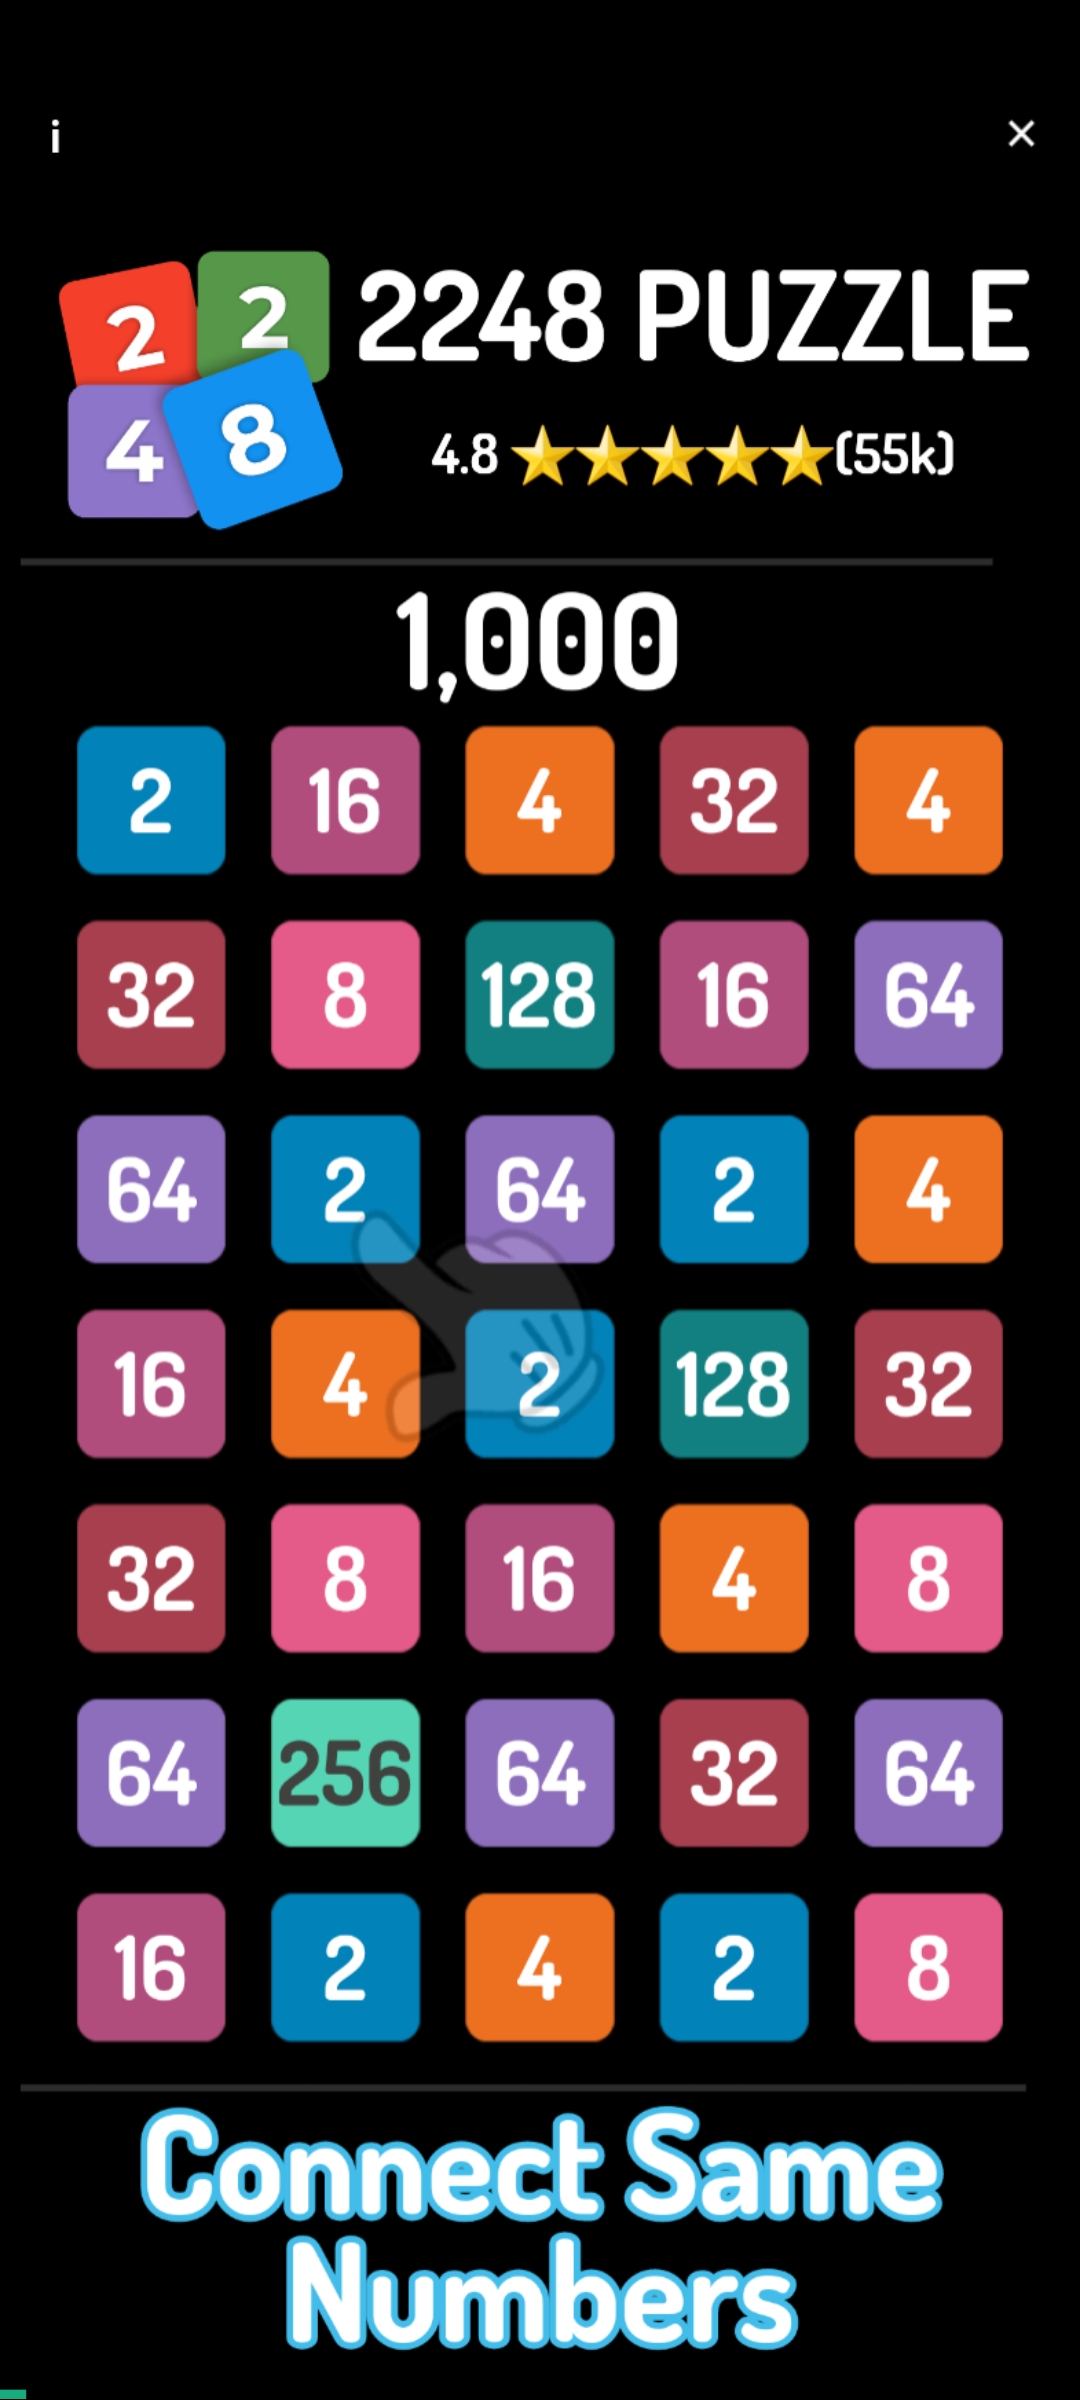 i ×
2 2
4 8
2248 PUZZLE
4.8 ⭐⭐⭐⭐⭐(55k)
1,000
2 16 4 32 4
32 8 128 16 64
64 2 64 2 4
16 4 2 128 32
32 8 16 4 8
64 256 64 32 64
16 2 4 2 8
Connect Same
Numbers